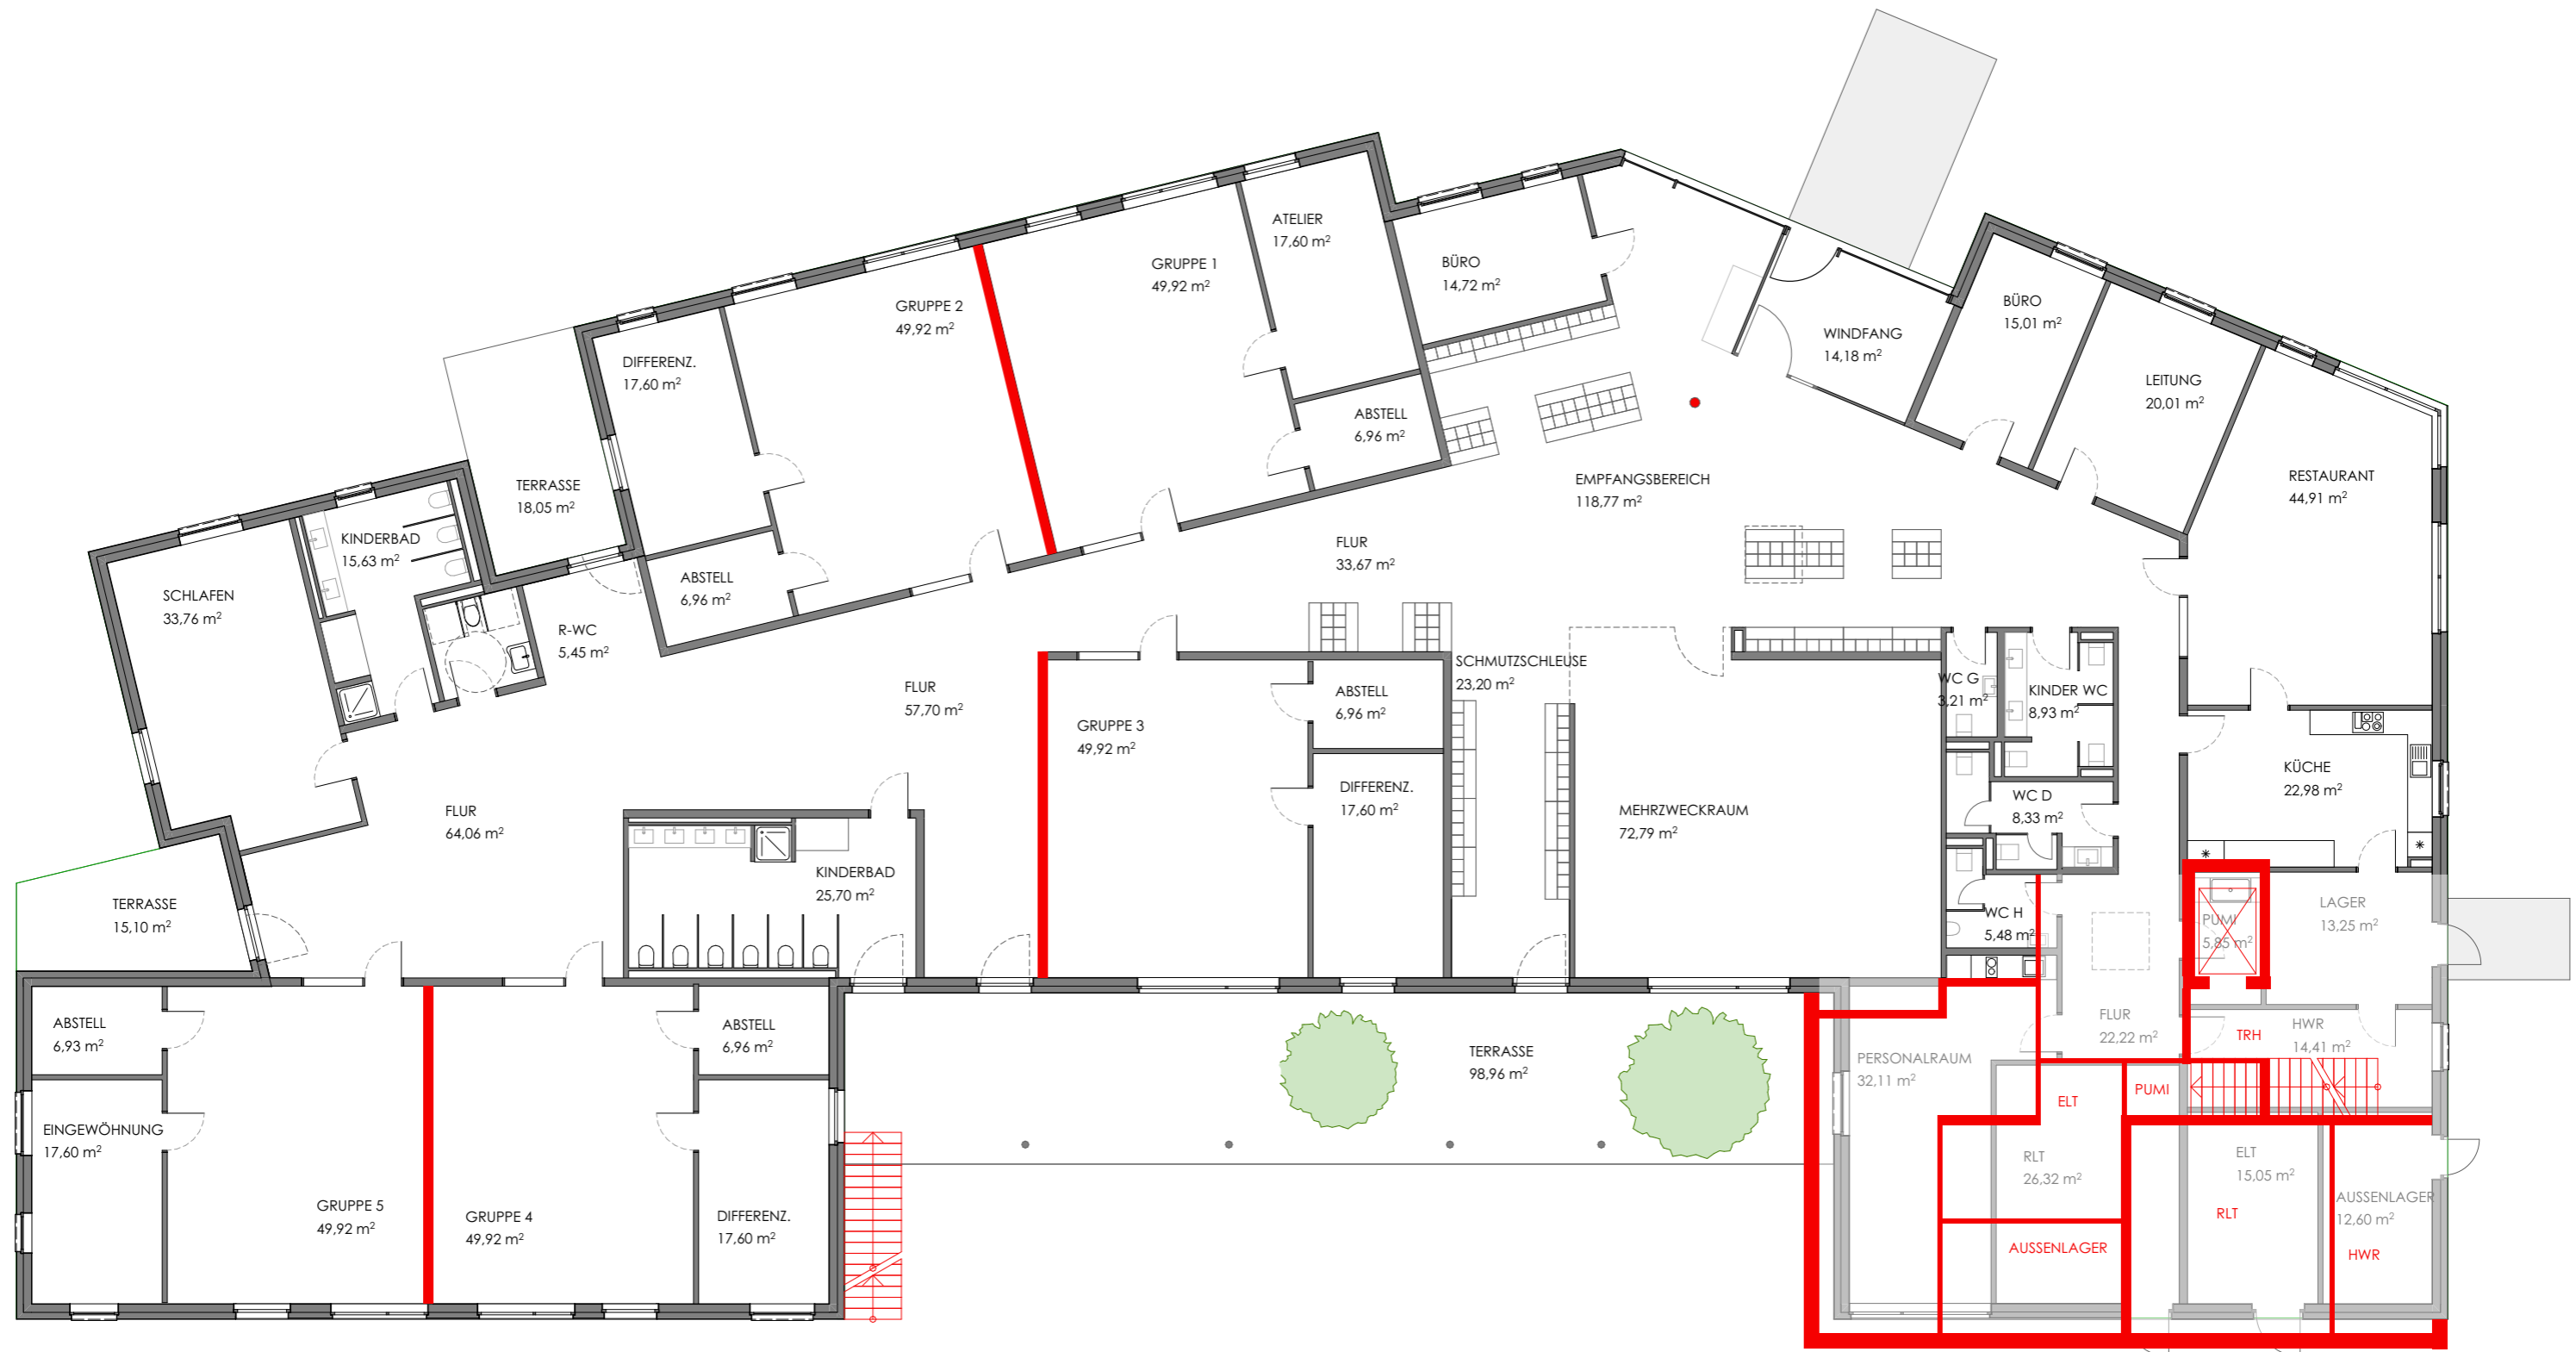 ATELIER
17,60 m²
GRUPPE 1
49,92 m²
BÜRO
14,72 m²
GRUPPE 2
49,92 m²
BÜRO
15,01 m²
WINDFANG
14,18 m²
DIFFERENZ.
17,60 m²
LEITUNG
20,01 m²
ABSTELL
6,96 m²
RESTAURANT
44,91 m²
EMPFANGSBEREICH
118,77 m²
TERRASSE
18,05 m²
KINDERBAD
15,63 m²
FLUR
33,67 m²
ABSTELL
6,96 m²
SCHLAFEN
33,76 m²
R-WC
5,45 m²
SCHMUTZSCHLEUSE
23,20 m²
FLUR
57,70 m²
ABSTELL
6,96 m²
WC G
3,21 m²
KINDER WC
8,93 m²
GRUPPE 3
49,92 m²
KÜCHE
22,98 m²
DIFFERENZ.
17,60 m²
WC D
8,33 m²
FLUR
64,06 m²
MEHRZWECKRAUM
72,79 m²
KINDERBAD
25,70 m²
TERRASSE
15,10 m²
WC H
5,48 m²
PUMI
5,85 m²
LAGER
13,25 m²
ABSTELL
6,93 m²
ABSTELL
6,96 m²
FLUR
22,22 m²
TRH
HWR
14,41 m²
TERRASSE
98,96 m²
PERSONALRAUM
32,11 m²
PUMI
ELT
EINGEWÖHNUNG
17,60 m²
RLT
26,32 m²
ELT
15,05 m²
GRUPPE 5
49,92 m²
GRUPPE 4
49,92 m²
DIFFERENZ.
17,60 m²
RLT
AUSSENLAGER
12,60 m²
AUSSENLAGER
HWR